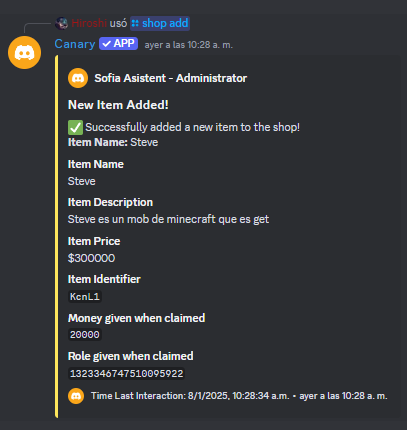 Hiroshi usó shop add
Canary ✓ APP ayer a las 10:28 a. m.
Sofia Asistent - Administrator
New Item Added!
✅ Successfully added a new item to the shop!
Item Name: Steve
Item Name
Steve
Item Description
Steve es un mob de minecraft que es get
Item Price
$300000
Item Identifier
KcnL1
Money given when claimed
20000
Role given when claimed
1323346747510095922
Time Last Interaction: 8/1/2025, 10:28:34 a.m. • ayer a las 10:28 a. m.